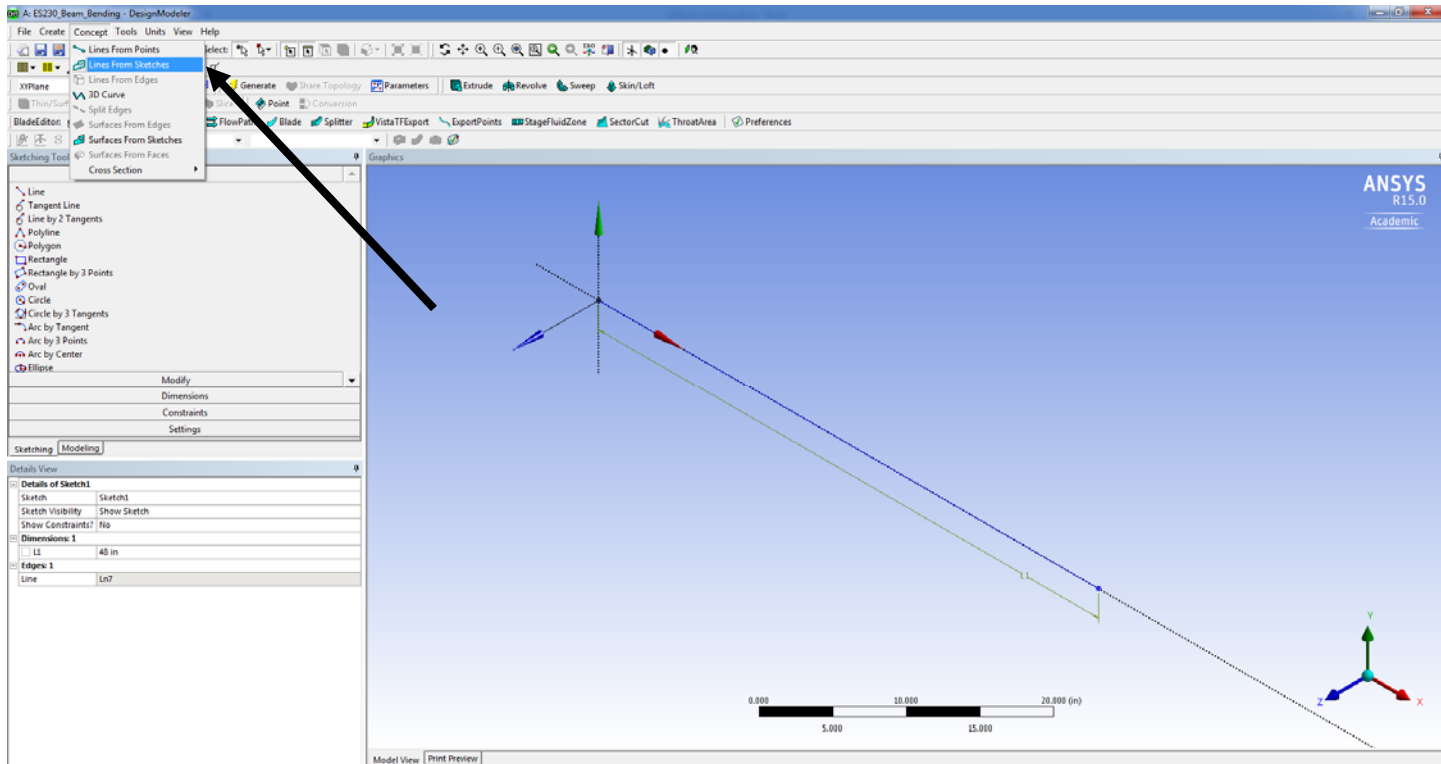 A: ES230_Beam_Bending - DesignModeler
File Create Concept Tools Units View Help
Lines From Points
Select:
Lines From Sketches
Lines From Edges
3D Curve
Split Edges
Surfaces From Edges
Surfaces From Sketches
Surfaces From Faces
Cross Section
XYPlane
Generate Share Topology Parameters Extrude Revolve Sweep Skin/Loft
Thin/Surf Slice Point Conversion
BladeEditor: FlowPath Blade Splitter VistaTFExport ExportPoints StageFluidZone SectorCut ThroatArea Preferences
Sketching Tool
Graphics
Line
Tangent Line
Line by 2 Tangents
Polyline
Polygon
Rectangle
Rectangle by 3 Points
Oval
Circle
Circle by 3 Tangents
Arc by Tangent
Arc by 3 Points
Arc by Center
Ellipse
Modify
Dimensions
Constraints
Settings
Sketching Modeling
Details View
Details of Sketch1
Sketch Sketch1
Sketch Visibility Show Sketch
Show Constraints? No
Dimensions: 1
L1 48 in
Edges: 1
Line Ln7
ANSYS
R15.0
Academic
L1
0.000 10.000 20.000 (in)
5.000 15.000
Y
Z X
Model View Print Preview